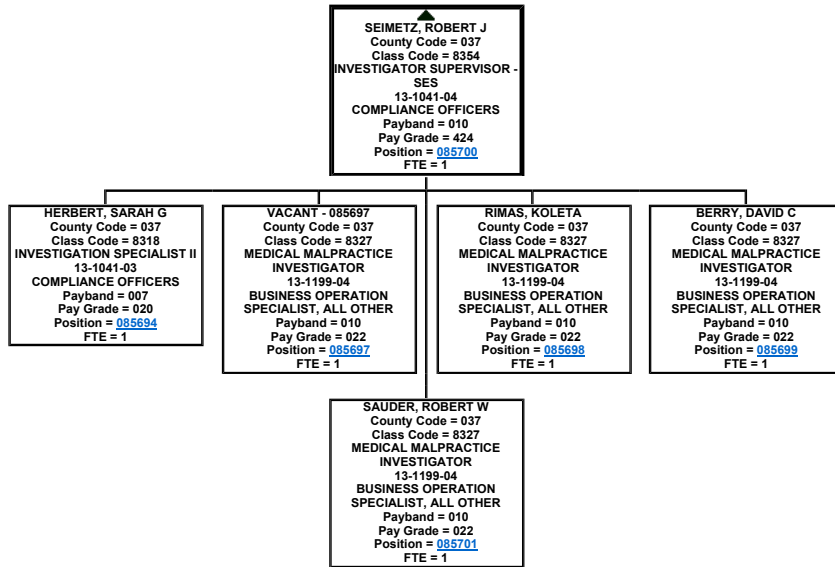 SEIMETZ, ROBERT J
County Code = 037
Class Code = 8354
INVESTIGATOR SUPERVISOR -
SES
13-1041-04
COMPLIANCE OFFICERS
Payband = 010
Pay Grade = 424
Position = 085700
FTE = 1
HERBERT, SARAH G
County Code = 037
Class Code = 8318
INVESTIGATION SPECIALIST II
13-1041-03
COMPLIANCE OFFICERS
Payband = 007
Pay Grade = 020
Position = 085694
FTE = 1
VACANT - 085697
County Code = 037
Class Code = 8327
MEDICAL MALPRACTICE
INVESTIGATOR
13-1199-04
BUSINESS OPERATION
SPECIALIST, ALL OTHER
Payband = 010
Pay Grade = 022
Position = 085697
FTE = 1
RIMAS, KOLETA
County Code = 037
Class Code = 8327
MEDICAL MALPRACTICE
INVESTIGATOR
13-1199-04
BUSINESS OPERATION
SPECIALIST, ALL OTHER
Payband = 010
Pay Grade = 022
Position = 085698
FTE = 1
BERRY, DAVID C
County Code = 037
Class Code = 8327
MEDICAL MALPRACTICE
INVESTIGATOR
13-1199-04
BUSINESS OPERATION
SPECIALIST, ALL OTHER
Payband = 010
Pay Grade = 022
Position = 085699
FTE = 1
SAUDER, ROBERT W
County Code = 037
Class Code = 8327
MEDICAL MALPRACTICE
INVESTIGATOR
13-1199-04
BUSINESS OPERATION
SPECIALIST, ALL OTHER
Payband = 010
Pay Grade = 022
Position = 085701
FTE = 1